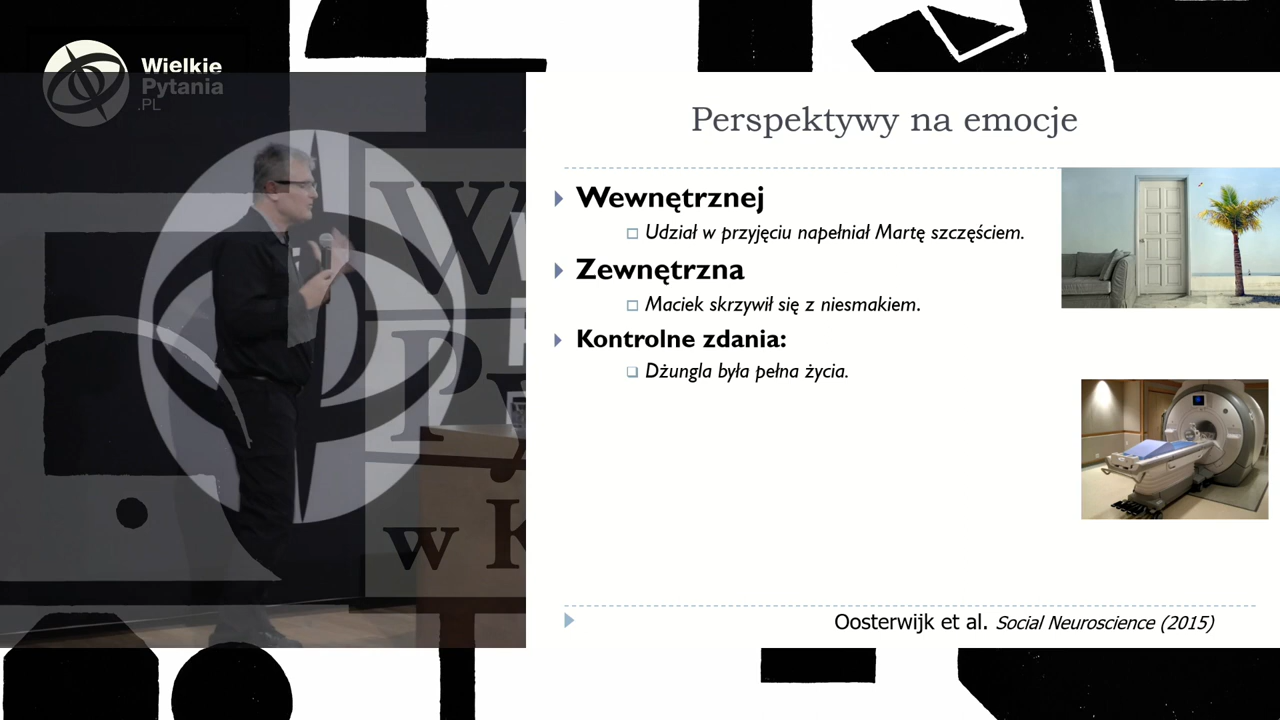 Wielkie
Pytania
.PL
Perspektywy na emocje
Wewnętrznej
Udział w przyjęciu napełniał Martę szczęściem.
Zewnętrzna
Maciek skrzywił się z niesmakiem.
Kontrolne zdania:
Dżungla była pełna życia.
Oosterwijk et al. Social Neuroscience (2015)
w K